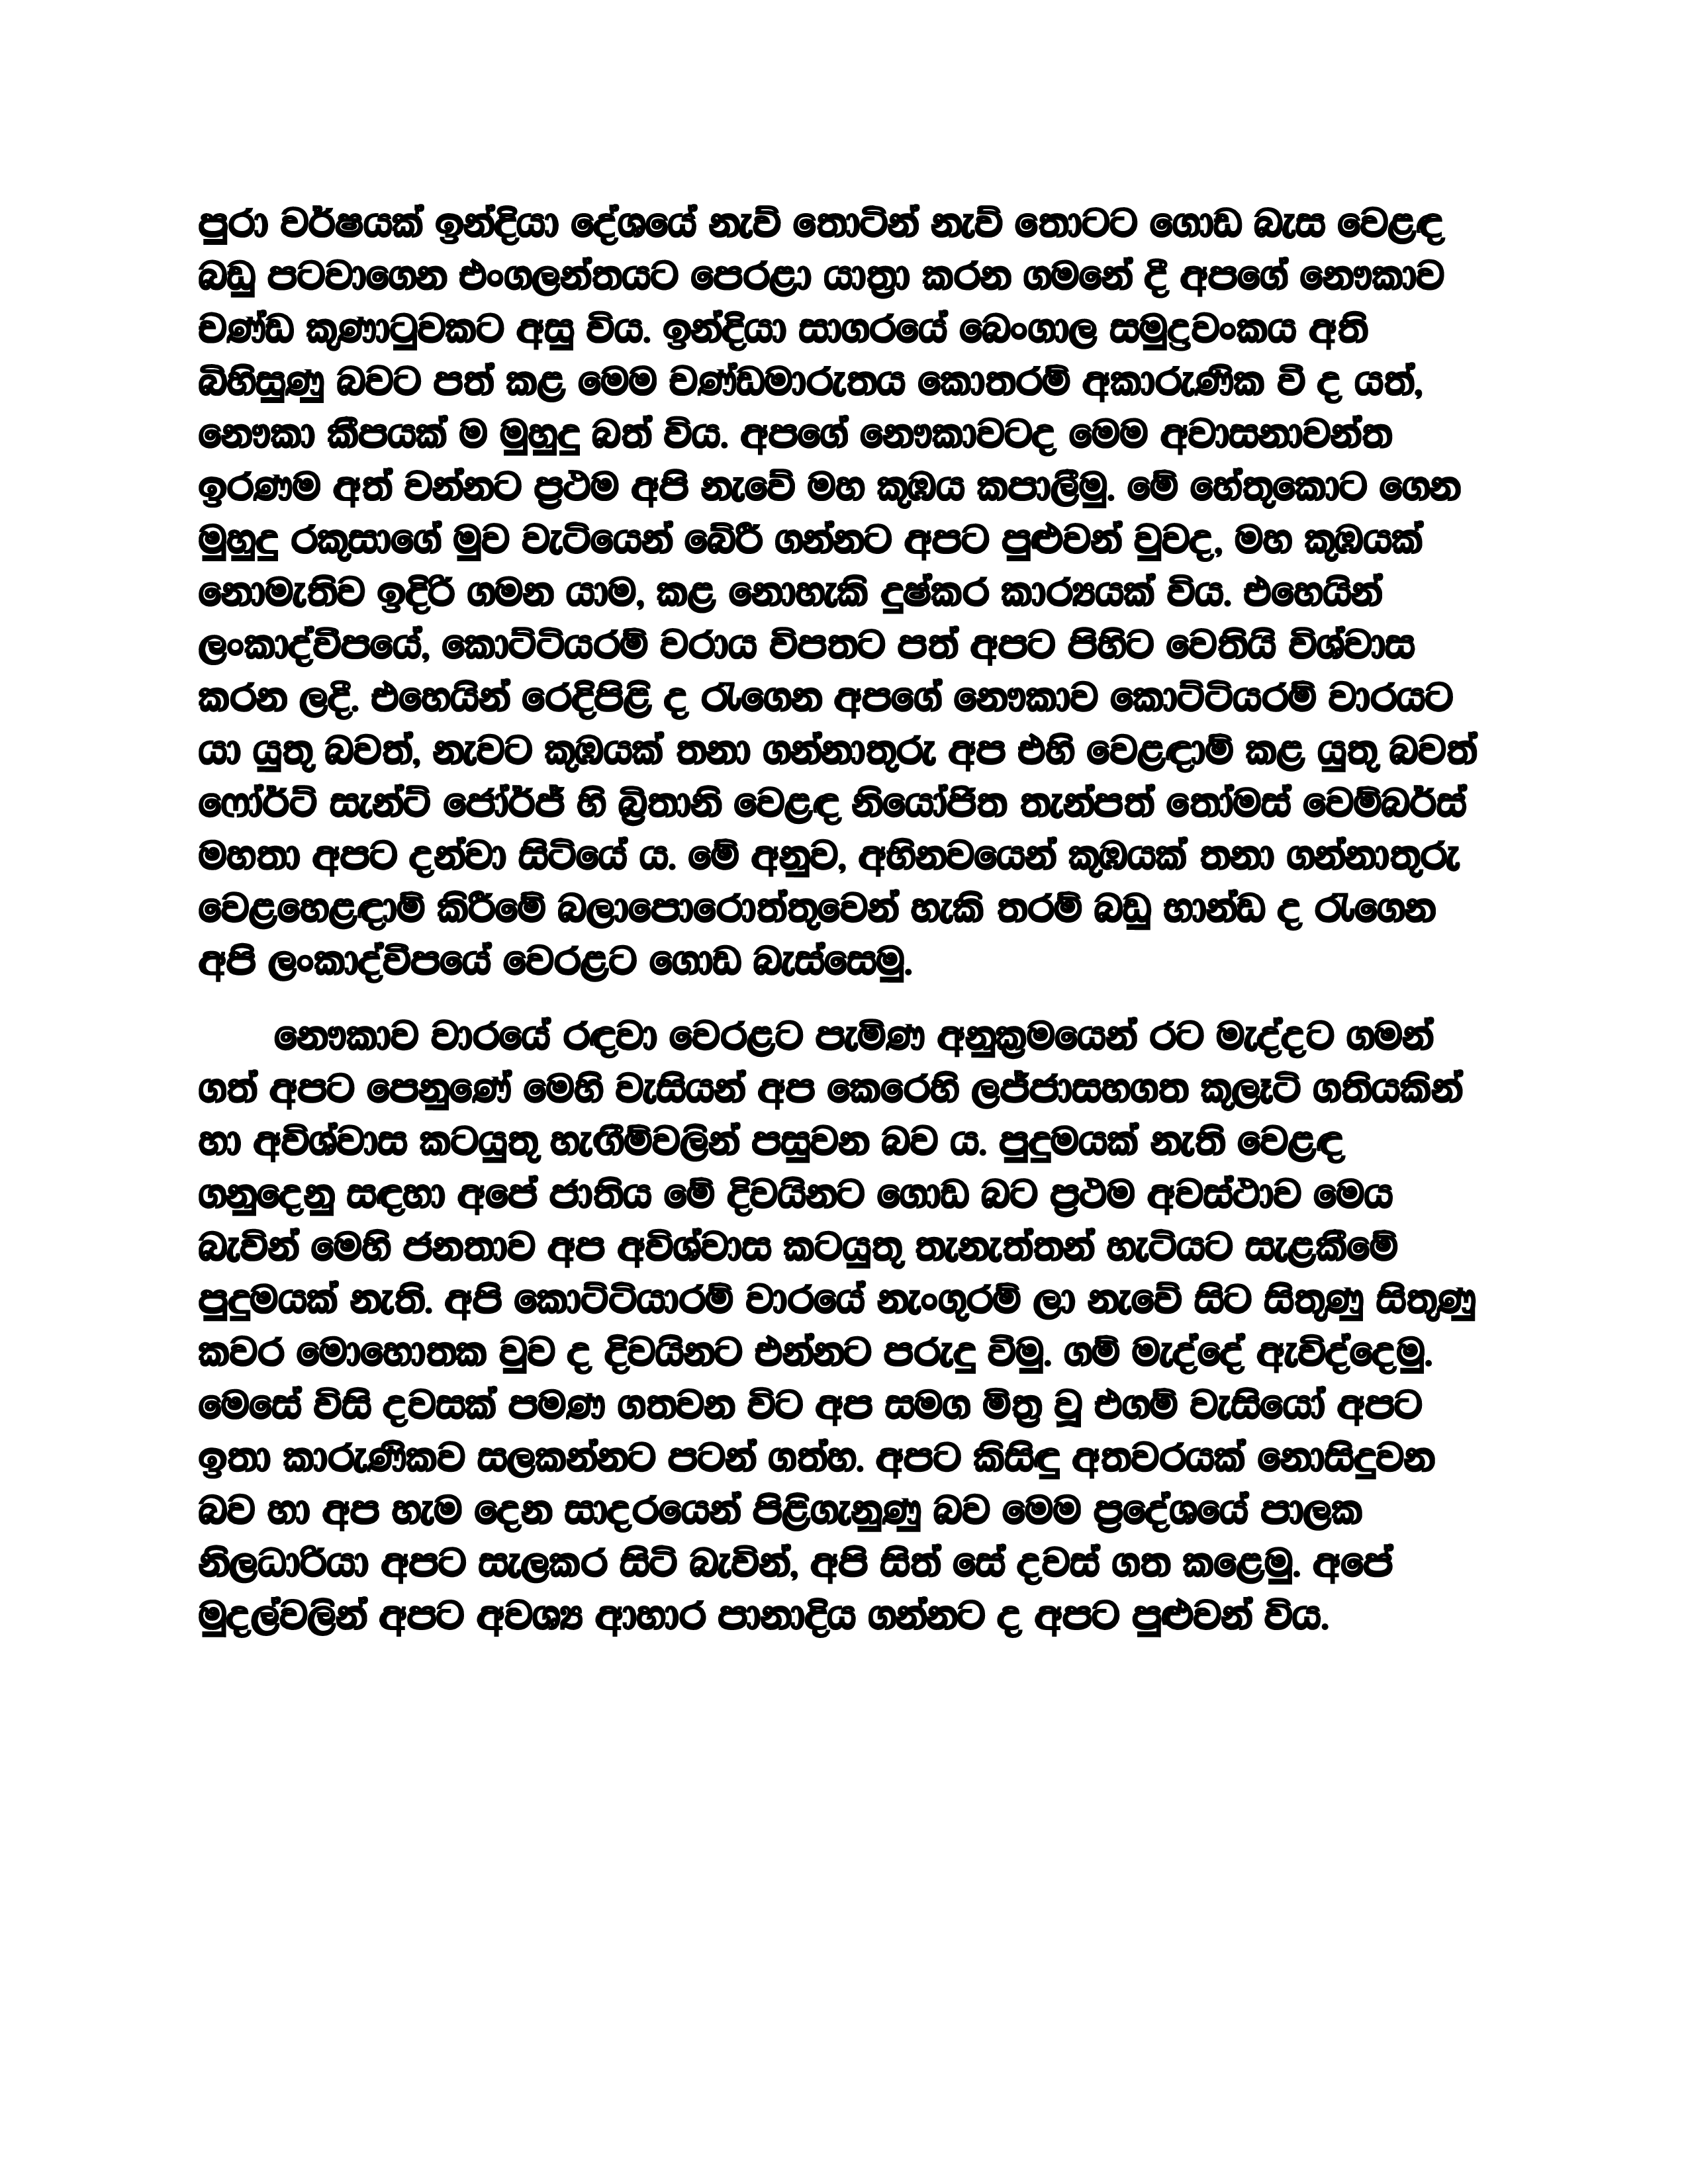 පුරා වර්ෂයක් ඉන්දියා දේශයේ නැව් තොටින් නැව් තොටට ගොඩ බැස වෙළඳ
බඩු පටවාගෙන එංගලන්තයට පෙරළා යාත්‍රා කරන ගමනේ දී අපගේ නෞකාව
චණ්ඩ කුණාටුවකට අසු විය. ඉන්දියා සාගරයේ බෙංගාල සමුද්‍රවංකය අති
බිහිසුණු බවට පත් කළ මෙම චණ්ඩමාරුතය කොතරම් අකාරුණික වි ද යත්,
නෞකා කීපයක් ම මුහුදු බත් විය. අපගේ නෞකාවටද මෙම අවාසනාවන්ත
ඉරණම අත් වන්නට ප්‍රථම අපි නැවේ මහ කුඹය කපාලීමු. මේ හේතුකොට ගෙන
මුහුදු රකුසාගේ මුව වැටියෙන් බේරී ගන්නට අපට පුළුවන් වුවද, මහ කුඹයක්
නොමැතිව ඉදිරි ගමන යාම, කළ නොහැකි දුෂ්කර කාර්‍යයක් විය. එහෙයින්
ලංකාද්විපයේ, කොට්ටියරම් වරාය විපතට පත් අපට පිහිට වෙතියි විශ්වාස
කරන ලදී. එහෙයින් රෙදිපිළි ද රැගෙන අපගේ නෞකාව කොට්ටියරම් වාරයට
යා යුතු බවත්, නැවට කුඹයක් තනා ගන්නාතුරු අප එහි වෙළඳාම් කළ යුතු බවත්
ෆෝර්ට් සැන්ට් ජෝර්ජ් හි බ්‍රිතානි වෙළඳ නියෝජිත තැන්පත් තෝමස් වෙම්බර්ස්
මහතා අපට දන්වා සිටියේ ය. මේ අනුව, අභිනවයෙන් කුඹයක් තනා ගන්නාතුරු
වෙළහෙළඳාම් කිරීමේ බලාපොරොත්තුවෙන් හැකි තරම් බඩු භාන්ඩ ද රැගෙන
අපි ලංකාද්විපයේ වෙරළට ගොඩ බැස්සෙමු.
නෞකාව වාරයේ රඳවා වෙරළට පැමිණ අනුක්‍රමයෙන් රට මැද්දට ගමන්
ගත් අපට පෙනුණේ මෙහි වැසියන් අප කෙරෙහි ලජ්ජාසහගත කුලෑටි ගතියකින්
හා අවිශ්වාස කටයුතු හැඟීම්වලින් පසුවන බව ය. පුදුමයක් නැති වෙළඳ
ගනුදෙනු සඳහා අපේ ජාතිය මේ දිවයිනට ගොඩ බට ප්‍රථම අවස්ථාව මෙය
බැවින් මෙහි ජනතාව අප අවිශ්වාස කටයුතු තැනැත්තන් හැටියට සැළකීමේ
පුදුමයක් නැති. අපි කොට්ටියාරම් වාරයේ නැංගුරම් ලා නැවේ සිට සිතුණු සිතුණු
කවර මොහොතක වුව ද දිවයිනට එන්නට පරුදු වීමු. ගම් මැද්දේ ඇවිද්දෙමු.
මෙසේ විසි දවසක් පමණ ගතවන විට අප සමග මිත්‍ර වූ එගම් වැසියෝ අපට
ඉතා කාරුණිකව සලකන්නට පටන් ගත්හ. අපට කිසිඳු අතවරයක් නොසිදුවන
බව හා අප හැම දෙන සාදරයෙන් පිළිගැනුණු බව මෙම ප්‍රදේශයේ පාලක
නිලධාරියා අපට සැලකර සිටි බැවින්, අපි සිත් සේ දවස් ගත කළෙමු. අපේ
මුදල්වලින් අපට අවශ්‍ය ආහාර පානාදිය ගන්නට ද අපට පුළුවන් විය.